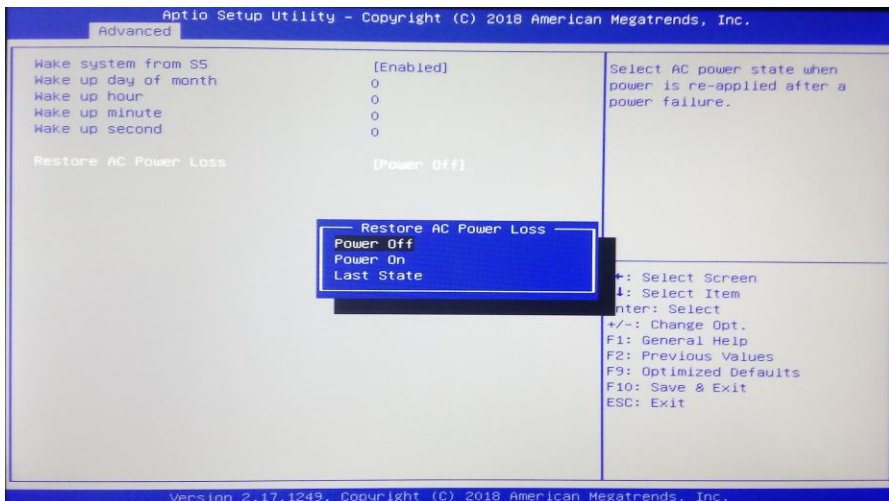 Aptio Setup Utility – Copyright (C) 2018 American Megatrends, Inc.
Advanced
Wake system from S5 [Enabled]
Wake up day of month 0
Wake up hour 0
Wake up minute 0
Wake up second 0
Restore AC Power Loss [Power Off]
Select AC power state when
power is re-applied after a
power failure.
Restore AC Power Loss
Power Off
Power On
Last State
←: Select Screen
↓: Select Item
nter: Select
+/-: Change Opt.
F1: General Help
F2: Previous Values
F9: Optimized Defaults
F10: Save & Exit
ESC: Exit
Version 2.17.1249. Copyright (C) 2018 American Megatrends, Inc.